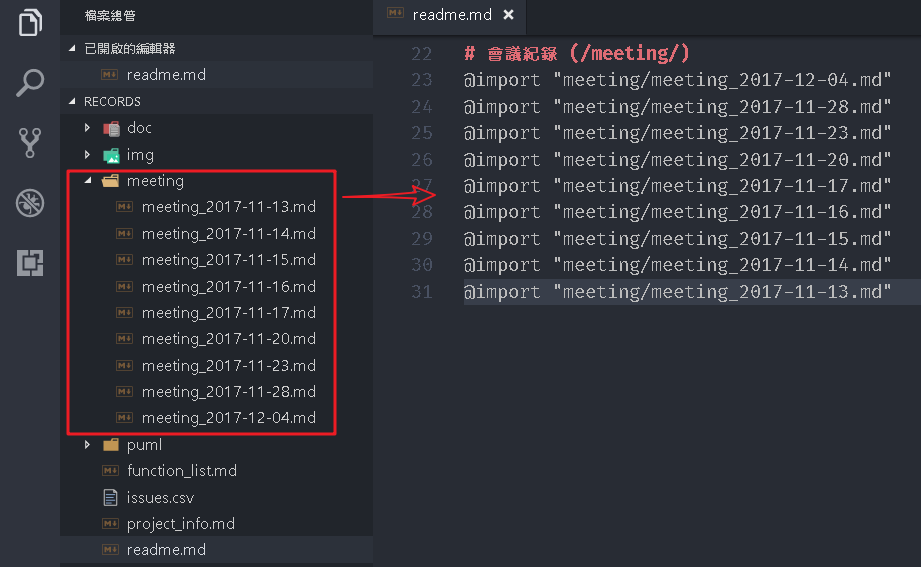 檔案總管
已開啟的編輯器
readme.md
RECORDS
doc
img
meeting
meeting_2017-11-13.md
meeting_2017-11-14.md
meeting_2017-11-15.md
meeting_2017-11-16.md
meeting_2017-11-17.md
meeting_2017-11-20.md
meeting_2017-11-23.md
meeting_2017-11-28.md
meeting_2017-12-04.md
puml
function_list.md
issues.csv
project_info.md
readme.md
readme.md ×
22 # 會議紀錄 (/meeting/)
23 @import "meeting/meeting_2017-12-04.md"
24 @import "meeting/meeting_2017-11-28.md"
25 @import "meeting/meeting_2017-11-23.md"
26 @import "meeting/meeting_2017-11-20.md"
27 @import "meeting/meeting_2017-11-17.md"
28 @import "meeting/meeting_2017-11-16.md"
29 @import "meeting/meeting_2017-11-15.md"
30 @import "meeting/meeting_2017-11-14.md"
31 @import "meeting/meeting_2017-11-13.md"